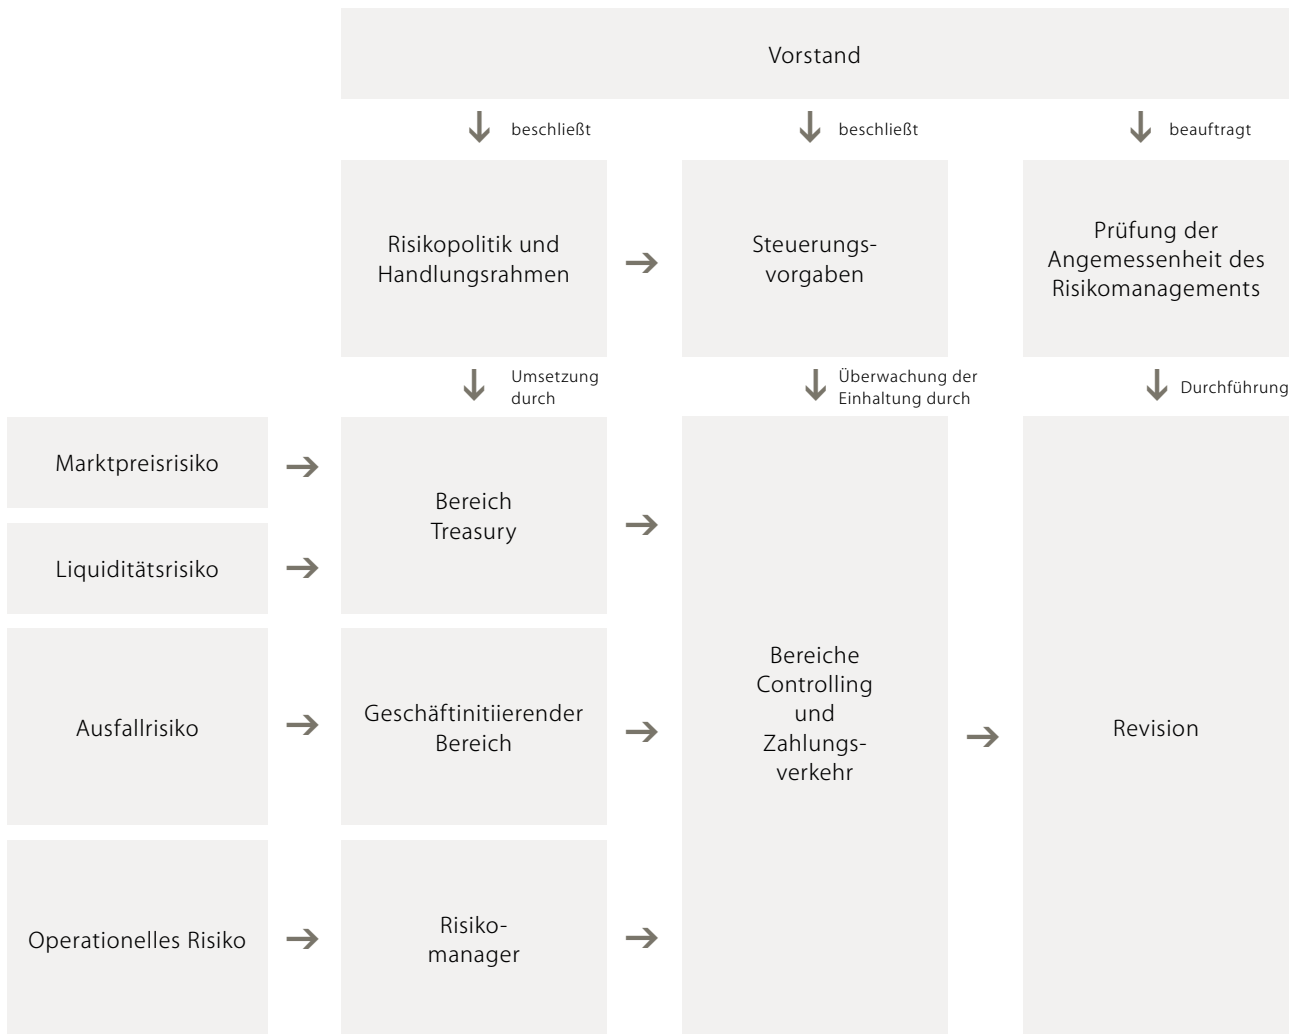 Vorstand
beschließt
beschließt
beauftragt
Risikopolitik und
Handlungsrahmen
Steuerungs-
vorgaben
Prüfung der
Angemessenheit des
Risikomanagements
Umsetzung
durch
Überwachung der
Einhaltung durch
Durchführung
Marktpreisrisiko
Liquiditätsrisiko
Bereich
Treasury
Ausfallrisiko
Geschäftinitiierender
Bereich
Operationelles Risiko
Risiko-
manager
Bereiche
Controlling
und
Zahlungs-
verkehr
Revision